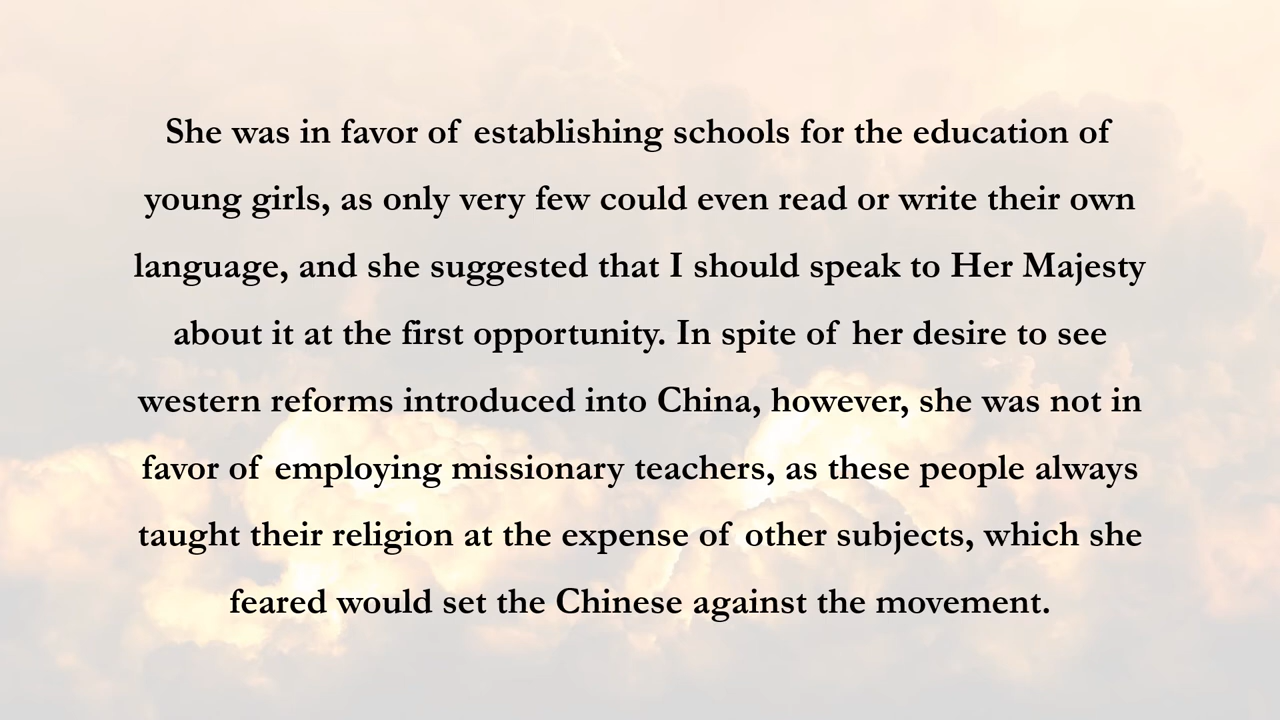 She was in favor of establishing schools for the education of
young girls, as only very few could even read or write their own
language, and she suggested that I should speak to Her Majesty
about it at the first opportunity. In spite of her desire to see
western reforms introduced into China, however, she was not in
favor of employing missionary teachers, as these people always
taught their religion at the expense of other subjects, which she
feared would set the Chinese against the movement.